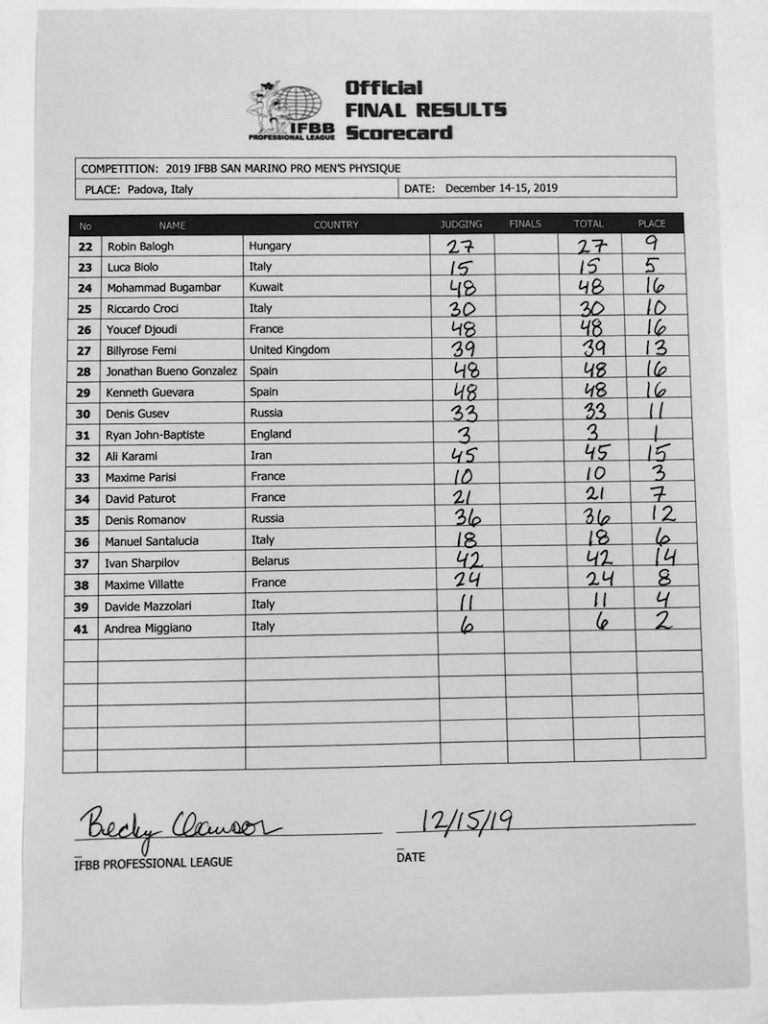 Official
FINAL RESULTS
Scorecard
IFBB
PROFESSIONAL LEAGUE
COMPETITION: 2019 IFBB SAN MARINO PRO MEN'S PHYSIQUE
PLACE: Padova, Italy DATE: December 14-15, 2019
No NAME COUNTRY JUDGING FINALS TOTAL PLACE
22 Robin Balogh Hungary 27 27 9
23 Luca Biolo Italy 15 15 5
24 Mohammad Bugambar Kuwait 48 48 16
25 Riccardo Croci Italy 30 30 10
26 Youcef Djoudi France 48 48 16
27 Billyrose Femi United Kingdom 39 39 13
28 Jonathan Bueno Gonzalez Spain 48 48 16
29 Kenneth Guevara Spain 48 48 16
30 Denis Gusev Russia 33 33 11
31 Ryan John-Baptiste England 3 3 1
32 Ali Karami Iran 45 45 15
33 Maxime Parisi France 10 10 3
34 David Paturot France 21 21 7
35 Denis Romanov Russia 36 36 12
36 Manuel Santalucia Italy 18 18 6
37 Ivan Sharpilov Belarus 42 42 14
38 Maxime Villatte France 24 24 8
39 Davide Mazzolari Italy 11 11 4
41 Andrea Miggiano Italy 6 6 2
Becky Clawson 12/15/19
IFBB PROFESSIONAL LEAGUE DATE